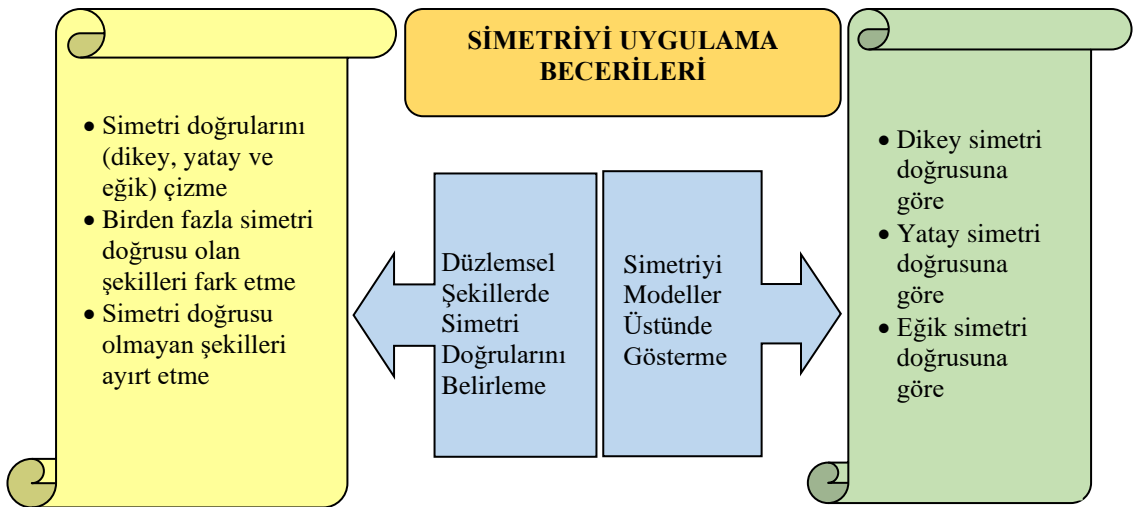 SİMETRİYİ UYGULAMA
BECERİLERİ
• Simetri doğrularını
(dikey, yatay ve
eğik) çizme
• Birden fazla simetri
doğrusu olan
şekilleri fark etme
• Simetri doğrusu
olmayan şekilleri
ayırt etme
Düzlemsel
Şekillerde
Simetri
Doğrularını
Belirleme
Simetriyi
Modeller
Üstünde
Gösterme
• Dikey simetri
doğrusuna
göre
• Yatay simetri
doğrusuna
göre
• Eğik simetri
doğrusuna
göre